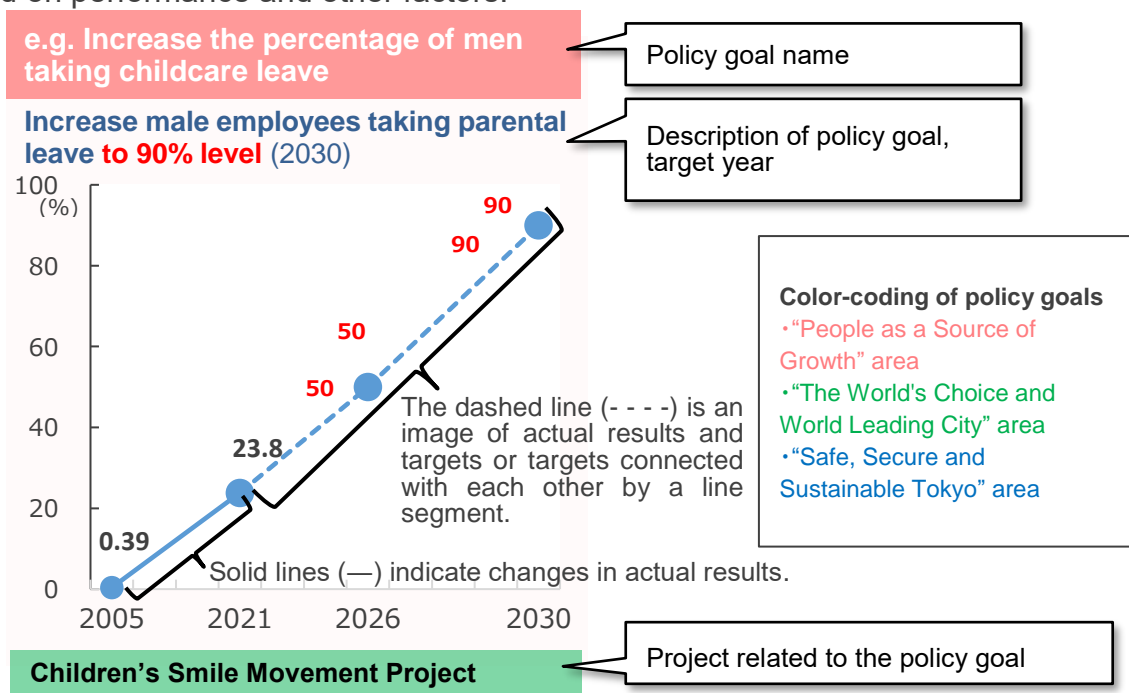 d on performance and other factors.
e.g. Increase the percentage of men
taking childcare leave
Policy goal name
Increase male employees taking parental
leave to 90% level (2030)
Description of policy goal,
target year
100
(%)
80
60
40
20
0
90
90
50
50
23.8
0.39
The dashed line (- - - -) is an
image of actual results and
targets or targets connected
with each other by a line
segment.
Solid lines (—) indicate changes in actual results.
2005
2021
2026
2030
Color-coding of policy goals
・“People as a Source of
Growth” area
・“The World's Choice and
World Leading City” area
・“Safe, Secure and
Sustainable Tokyo” area
Children’s Smile Movement Project
Project related to the policy goal